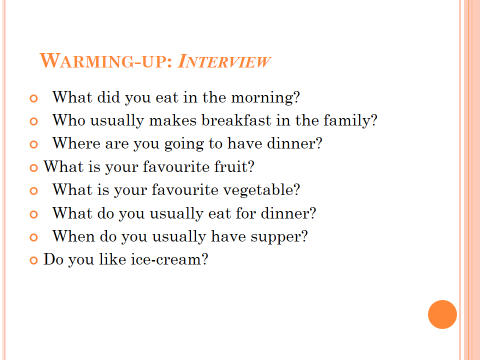 WARMING-UP: INTERVIEW
What did you eat in the morning?
Who usually makes breakfast in the family?
Where are you going to have dinner?
What is your favourite fruit?
What is your favourite vegetable?
What do you usually eat for dinner?
When do you usually have supper?
Do you like ice-cream?